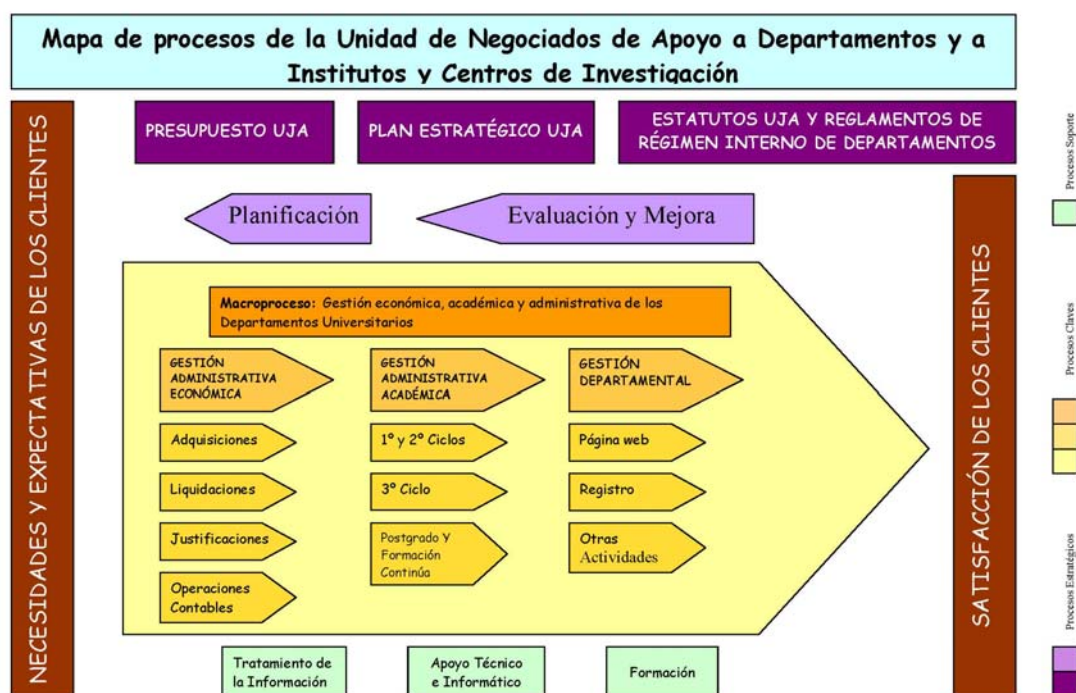 Mapa de procesos de la Unidad de Negociados de Apoyo a Departamentos y a
Institutos y Centros de Investigación
NECESIDADES Y EXPECTATIVAS DE LOS CLIENTES
PRESUPUESTO UJA
PLAN ESTRATÉGICO UJA
ESTATUTOS UJA Y REGLAMENTOS DE
RÉGIMEN INTERNO DE DEPARTAMENTOS
Planificación
Evaluación y Mejora
Macroproceso: Gestión económica, académica y administrativa de los
Departamentos Universitarios
GESTIÓN
ADMINISTRATIVA
ECONÓMICA
Adquisiciones
Liquidaciones
Justificaciones
Operaciones
Contables
GESTIÓN
ADMINISTRATIVA
ACADÉMICA
1º y 2º Ciclos
3º Ciclo
Postgrado Y
Formación
Continúa
GESTIÓN
DEPARTAMENTAL
Página web
Registro
Otras
Actividades
Tratamiento de
la Información
Apoyo Técnico
e Informático
Formación
SATISFACCIÓN DE LOS CLIENTES
Procesos Soporte
Procesos Claves
Procesos Estratégicos